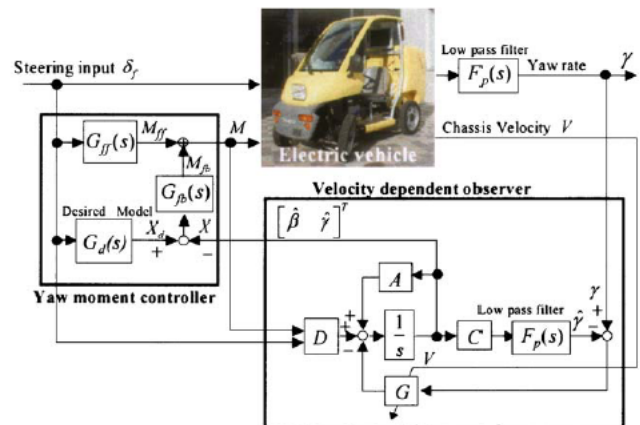 Low pass filter
Steering input δf
Fp(s)
Yaw rate
γ
Gff(s)
Mff
M
Chassis Velocity V
Electric vehicle
Mfb
Gfb(s)
Velocity dependent observer
Desired Model
Gd(s)
Xd
X
+
−
[β̂ γ̂]T
Yaw moment controller
A
Low pass filter
γ
D
+
+
−
1/s
C
Fp(s)
γ̂
+
−
V
G